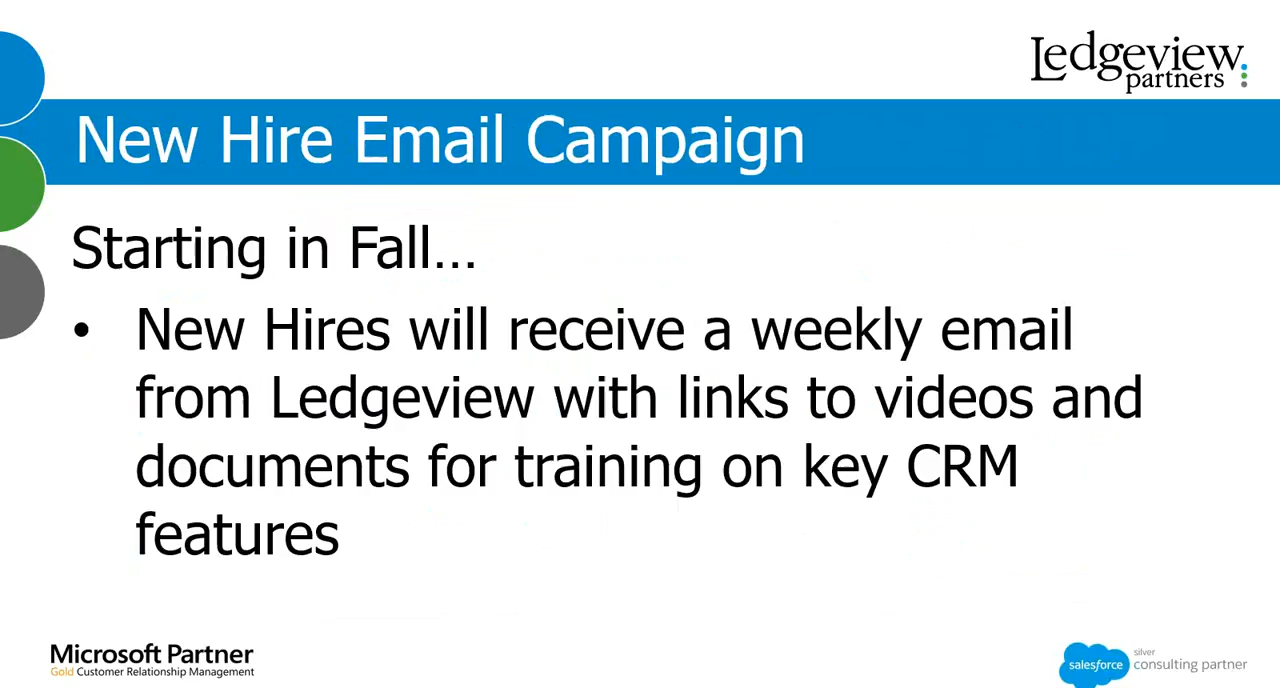 Ledgeview
partners
New Hire Email Campaign
Starting in Fall...
• New Hires will receive a weekly email
from Ledgeview with links to videos and
documents for training on key CRM
features
Microsoft Partner
Gold Customer Relationship Management
salesforce
silver
consulting partner